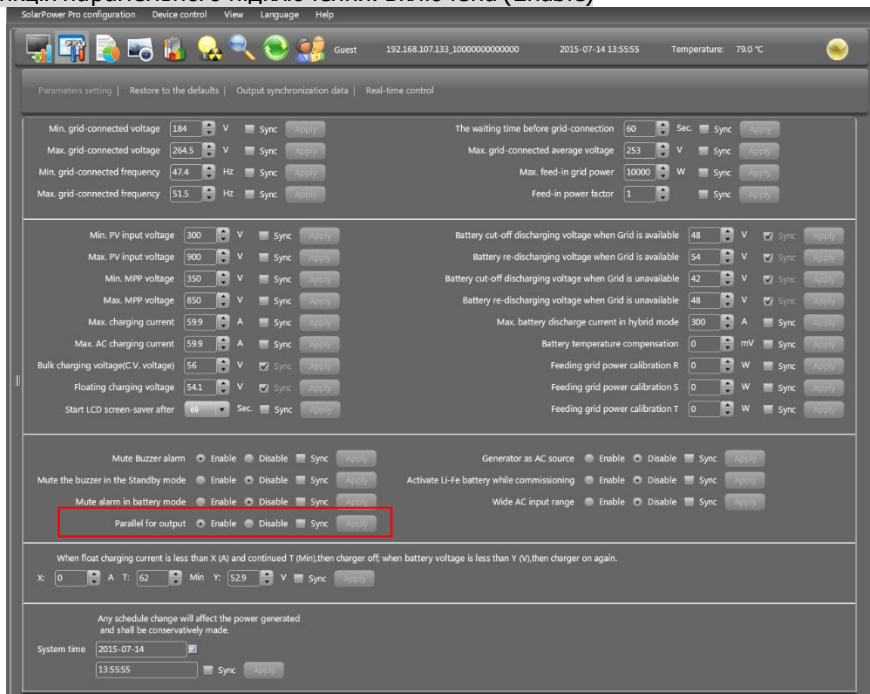 SolarPower Pro configuration Device control View Language Help
Guest 192.168.107.133_10000000000000 2015-07-14 13:55:55 Temperature: 79.0 ℃
Parameters setting | Restore to the defaults | Output synchronization data | Real-time control
Min. grid-connected voltage 184 V Sync Apply The waiting time before grid-connection 60 Sec. Sync Apply
Max. grid-connected voltage 264.5 V Sync Apply Max. grid-connected average voltage 253 V Sync Apply
Min. grid-connected frequency 47.4 Hz Sync Apply Max. feed-in grid power 10000 W Sync Apply
Max. grid-connected frequency 51.5 Hz Sync Apply Feed-in power factor 1 Sync Apply
Min. PV input voltage 300 V Sync Apply Battery cut-off discharging voltage when Grid is available 48 V Sync Apply
Max. PV input voltage 900 V Sync Apply Battery re-discharging voltage when Grid is available 54 V Sync Apply
Min. MPP voltage 350 V Sync Apply Battery cut-off discharging voltage when Grid is unavailable 42 V Sync Apply
Max. MPP voltage 850 V Sync Apply Battery re-discharging voltage when Grid is unavailable 48 V Sync Apply
Max. charging current 59.9 A Sync Apply Max. battery discharge current in hybrid mode 300 A Sync Apply
Max. AC charging current 59.9 A Sync Apply Battery temperature compensation 0 mV Sync Apply
Bulk charging voltage(C.V. voltage) 56 V Sync Apply Feeding grid power calibration R 0 W Sync Apply
Floating charging voltage 54.1 V Sync Apply Feeding grid power calibration S 0 W Sync Apply
Start LCD screen-saver after 60 Sec. Sync Apply Feeding grid power calibration T 0 W Sync Apply
Mute Buzzer alarm Enable Disable Sync Apply Generator as AC source Enable Disable Sync Apply
Mute the buzzer in the Standby mode Enable Disable Sync Apply Activate Li-Fe battery while commissioning Enable Disable Sync Apply
Mute alarm in battery mode Enable Disable Sync Apply Wide AC input range Enable Disable Sync Apply
Parallel for output Enable Disable Sync Apply
When float charging current is less than X (A) and continued T (Min),then charger off; when battery voltage is less than Y (V),then charger on again.
X: 0 A T: 62 Min Y: 52.9 V Sync Apply
Any schedule change will affect the power generated
and shall be conservatively made.
System time 2015-07-14
13:55:55 Sync Apply